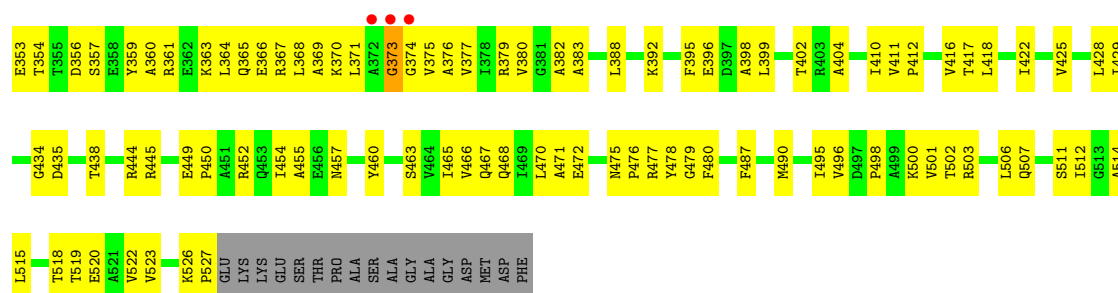 E353 T354 T355 D356 S357 E358 Y359 A360 R361 E362 K363 L364 Q365 E366 R367 L368 A369 K370 L371 A372 G373 G374 V375 A376 V377 I378 R379 V380 G381 A382 A383 L388 K392 F395 E396 D397 A398 L399 T402 R403 A404 I410 V411 P412 V416 T417 L418 I422 V425 L428 I429
G434 D435 T438 R444 R445 E449 P450 A451 R452 Q453 I454 A455 E456 N457 Y460 S463 V464 I465 V466 Q467 Q468 I469 L470 A471 E472 N475 P476 R477 Y478 G479 F480 F487 M490 I495 V496 D497 P498 A499 K500 V501 T502 R503 L506 Q507 S511 I512 G513 A514
L515 T518 T519 E520 A521 V522 V523 K526 P527 GLU LYS LYS GLU SER THR PRO ALA SER ALA ALA GLY ASP MET ASP PHE